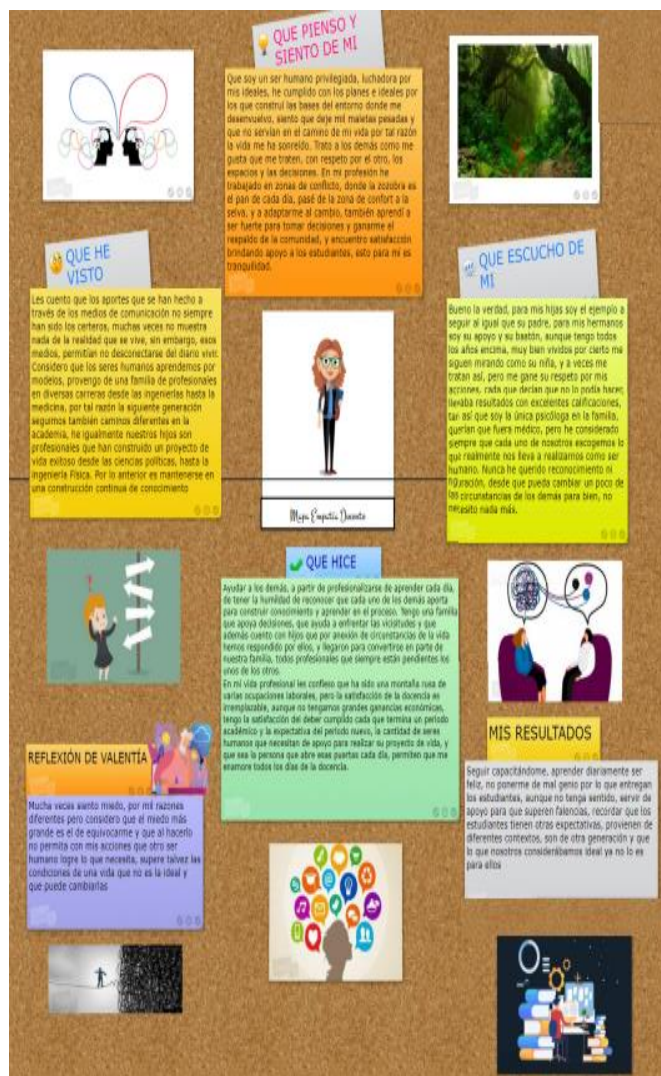 QUE PIENSO Y
SIENTO DE MI
Que soy un ser humano privilegiada, luchadora por
mis ideales, he cumplido con los planes e ideales por
los que construí las bases del entorno donde me
desenvuelvo, siento que deje mil maletas pesadas y
que no servían en el camino de mi vida por tal razón
la vida me ha sonreído. Trato a los demás como me
gusta que me traten, con respeto por el otro, los
espacios y las decisiones. En mi profesión he
trabajado en zonas de conflicto, donde la zozobra es
el pan de cada día, pasé de la zona de confort a la
selva, y a adaptarme al cambio, también aprendí a
ser fuerte para tomar decisiones y ganarme el
respaldo de la comunidad, y encuentro satisfacción
brindando apoyo a los estudiantes, esto para mi es
tranquilidad.
QUE HE
VISTO
Les cuento que los aportes que se han hecho a
través de los medios de comunicación no siempre
han sido los certeros, muchas veces no muestra
nada de la realidad que se vive, sin embargo, esos
medios, permitían no desconectarse del diario vivir.
Considero que los seres humanos aprendemos por
modelos, provengo de una familia de profesionales
en diversas carreras desde las ingenierías hasta la
medicina, por tal razón la siguiente generación
seguimos también caminos diferentes en la
academia, he igualmente nuestros hijos son
profesionales que han construido un proyecto de
vida exitoso desde las ciencias políticas, hasta la
ingeniería Física. Por lo anterior es mantenerse en
una construcción continua de conocimiento
QUE ESCUCHO DE
MI
Bueno la verdad, para mis hijas soy el ejemplo a
seguir al igual que su padre, para mis hermanos
soy su apoyo y su bastón, aunque tengo todos
los años encima, muy bien vividos por cierto me
siguen mirando como su niña, y a veces me
tratan así, pero me gane su respeto por mis
acciones, cada que decían que no lo podía hacer,
llevaba resultados con excelentes calificaciones,
tan así que soy la única psicóloga en la familia,
querían que fuera médico, pero he considerado
siempre que cada uno de nosotros escogemos lo
que realmente nos lleva a realizarnos como ser
humano. Nunca he querido reconocimiento ni
figuración, desde que pueda cambiar un poco de
las circunstancias de los demás para bien, no
necesito nada más.
Mapa Empatía Docente
QUE HICE
Ayudar a los demás, a partir de profesionalizarse de aprender cada día,
de tener la humildad de reconocer que cada uno de los demás aporta
para construir conocimiento y aprender en el proceso. Tengo una familia
que apoya decisiones, que ayuda a enfrentar las vicisitudes y que
además cuento con hijos que por anexión de circunstancias de la vida
hemos respondido por ellos, y llegaron para convertirse en parte de
nuestra familia, todos profesionales que siempre están pendientes los
unos de los otros.
En mi vida profesional les confieso que ha sido una montaña rusa de
varias ocupaciones laborales, pero la satisfacción de la docencia es
irremplazable, aunque no tengamos grandes ganancias económicas,
tengo la satisfacción del deber cumplido cada que termina un período
académico y la expectativa del período nuevo, la cantidad de seres
humanos que necesitan de apoyo para realizar su proyecto de vida, y
que sea la persona que abre esas puertas cada día, permiten que me
enamore todos los días de la docencia.
REFLEXIÓN DE VALENTÍA
Mucha veces siento miedo, por mil razones
diferentes pero considero que el miedo más
grande es el de equivocarme y que al hacerlo
no permita con mis acciones que otro ser
humano logre lo que necesita, supere talvez las
condiciones de una vida que no es la ideal y
que puede cambiarlas
MIS RESULTADOS
Seguir capacitándome, aprender diariamente ser
feliz, no ponerme de mal genio por lo que entregan
los estudiantes, aunque no tenga sentido, servir de
apoyo para que superen falencias, recordar que los
estudiantes tienen otras expectativas, provienen de
diferentes contextos, son de otra generación y que
lo que nosotros considerábamos ideal ya no lo es
para ellos